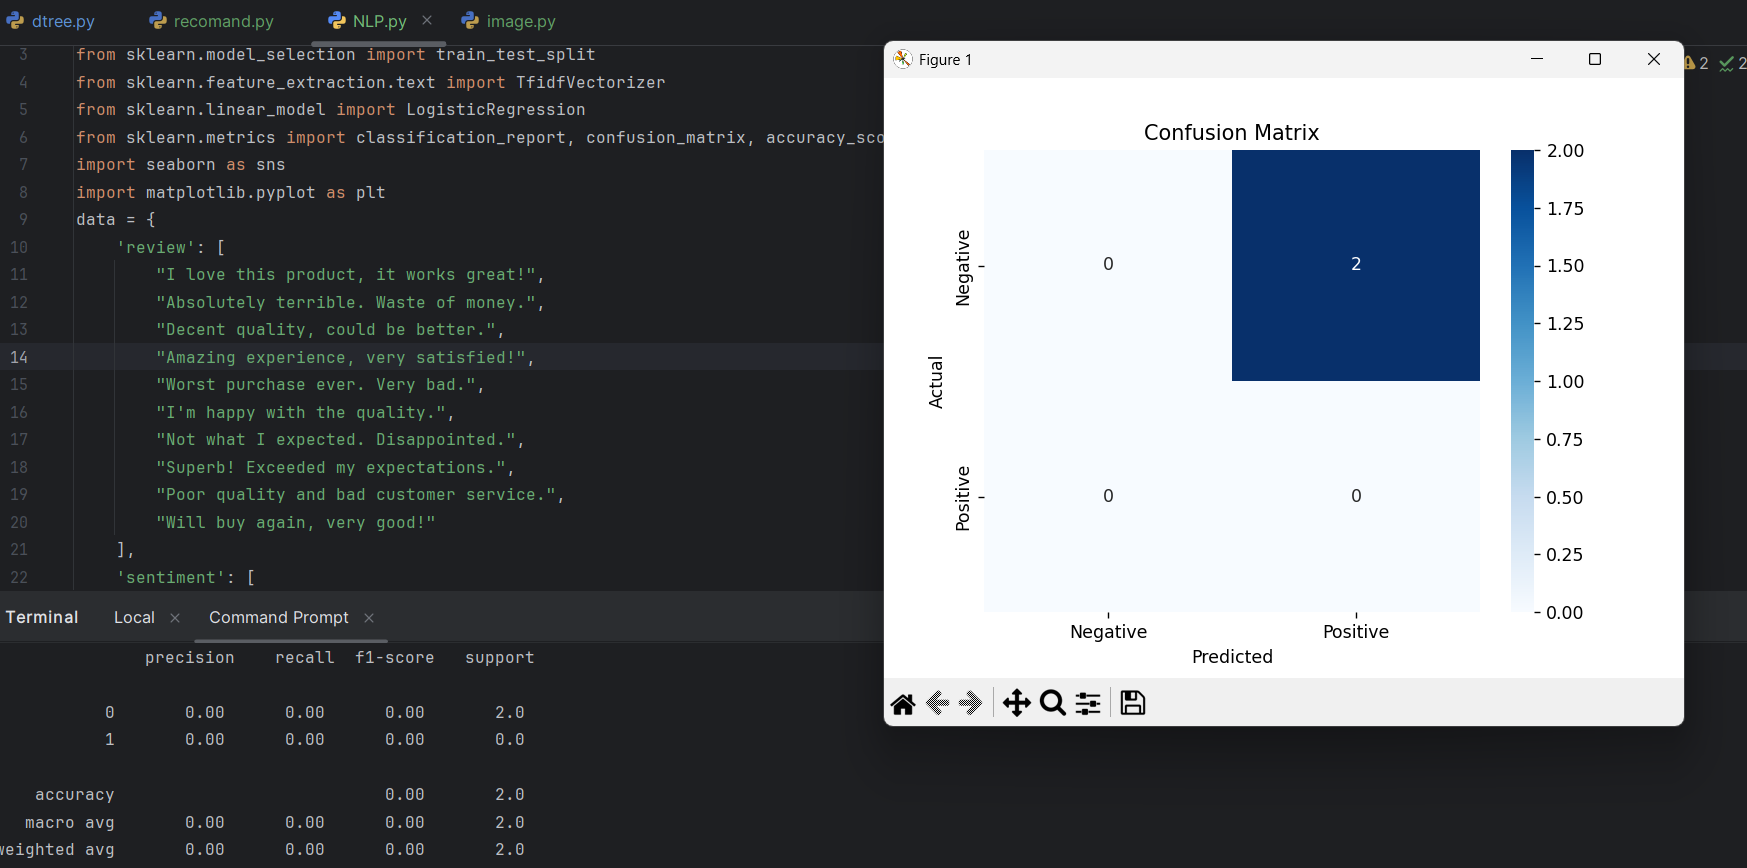 dtree.py recomand.py NLP.py image.py
3 from sklearn.model_selection import train_test_split
4 from sklearn.feature_extraction.text import TfidfVectorizer
5 from sklearn.linear_model import LogisticRegression
6 from sklearn.metrics import classification_report, confusion_matrix, accuracy_sco
7 import seaborn as sns
8 import matplotlib.pyplot as plt
9 data = {
10 'review': [
11 "I love this product, it works great!",
12 "Absolutely terrible. Waste of money.",
13 "Decent quality, could be better.",
14 "Amazing experience, very satisfied!",
15 "Worst purchase ever. Very bad.",
16 "I'm happy with the quality.",
17 "Not what I expected. Disappointed.",
18 "Superb! Exceeded my expectations.",
19 "Poor quality and bad customer service.",
20 "Will buy again, very good!"
21 ],
22 'sentiment': [
2 2
Figure 1
Confusion Matrix
Actual
Negative
Positive
0 2
0 0
Negative Positive
Predicted
2.00
1.75
1.50
1.25
1.00
0.75
0.50
0.25
0.00
Terminal Local Command Prompt
precision recall f1-score support
0 0.00 0.00 0.00 2.0
1 0.00 0.00 0.00 0.0
accuracy 0.00 2.0
macro avg 0.00 0.00 0.00 2.0
weighted avg 0.00 0.00 0.00 2.0